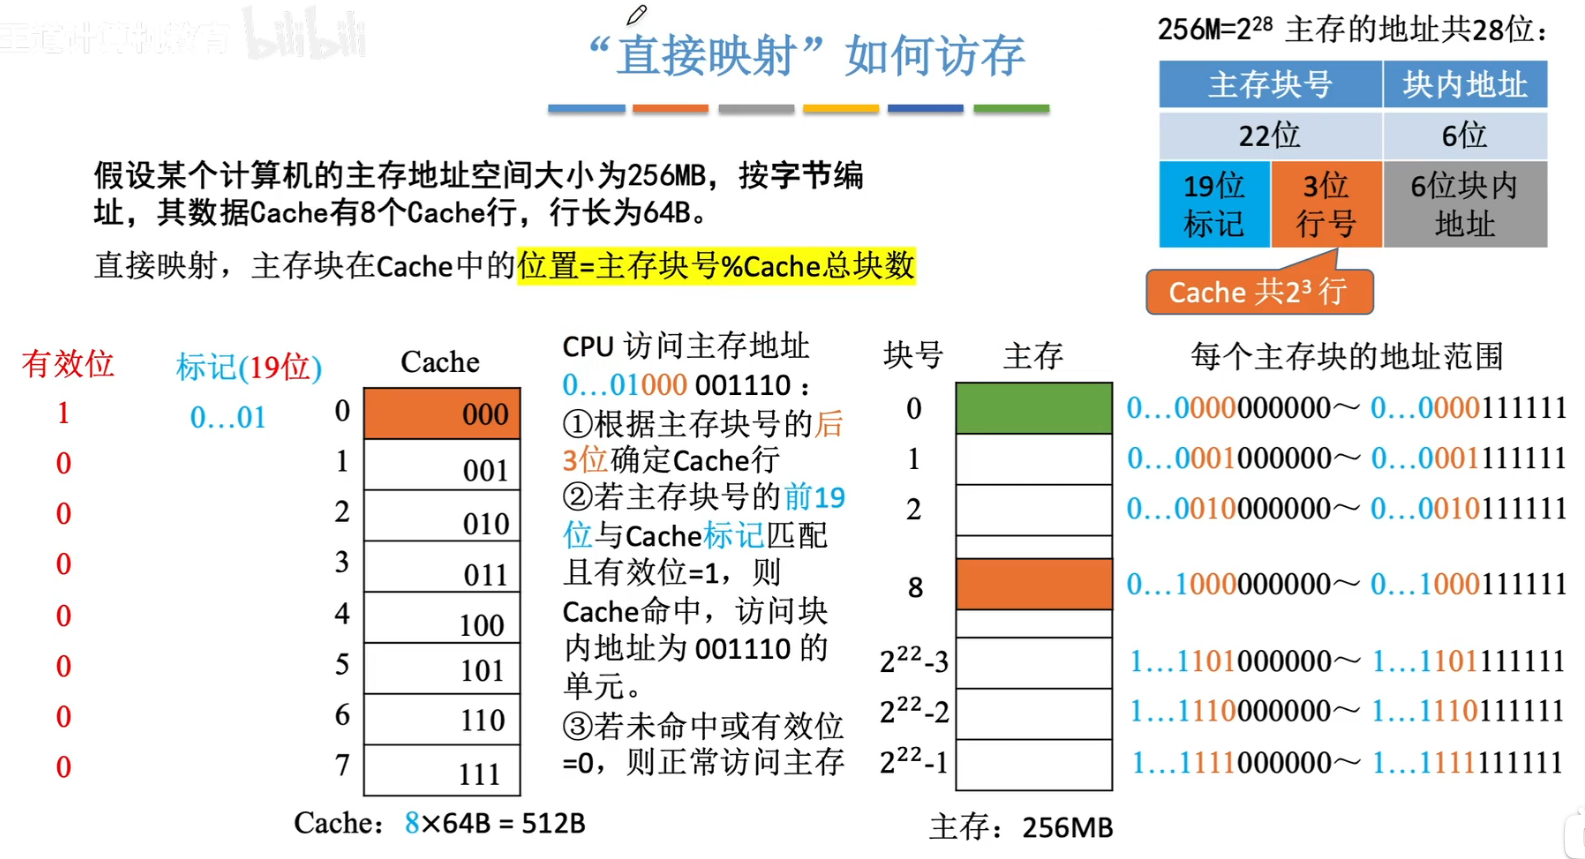 王道计算机教育 bilibili
“直接映射”如何访存
256M=2²⁸ 主存的地址共28位：
主存块号 块内地址
22位 6位
19位标记 3位行号 6位块内地址
Cache 共2³ 行
假设某个计算机的主存地址空间大小为256MB，按字节编
址，其数据Cache有8个Cache行，行长为64B。
直接映射，主存块在Cache中的位置=主存块号%Cache总块数
有效位 标记(19位) Cache
1 0…01 0 000
0 1 001
0 2 010
0 3 011
0 4 100
0 5 101
0 6 110
0 7 111
Cache：8×64B = 512B
CPU 访问主存地址
0…01000 001110：
①根据主存块号的后
3位确定Cache行
②若主存块号的前19
位与Cache标记匹配
且有效位=1，则
Cache命中，访问块
内地址为 001110 的
单元。
③若未命中或有效位
=0，则正常访问主存
块号 主存 每个主存块的地址范围
0 0…0000000000～ 0…0000111111
1 0…0001000000～ 0…0001111111
2 0…0010000000～ 0…0010111111
8 0…1000000000～ 0…1000111111
2²²-3 1…1101000000～ 1…1101111111
2²²-2 1…1110000000～ 1…1110111111
2²²-1 1…1111000000～ 1…1111111111
主存：256MB